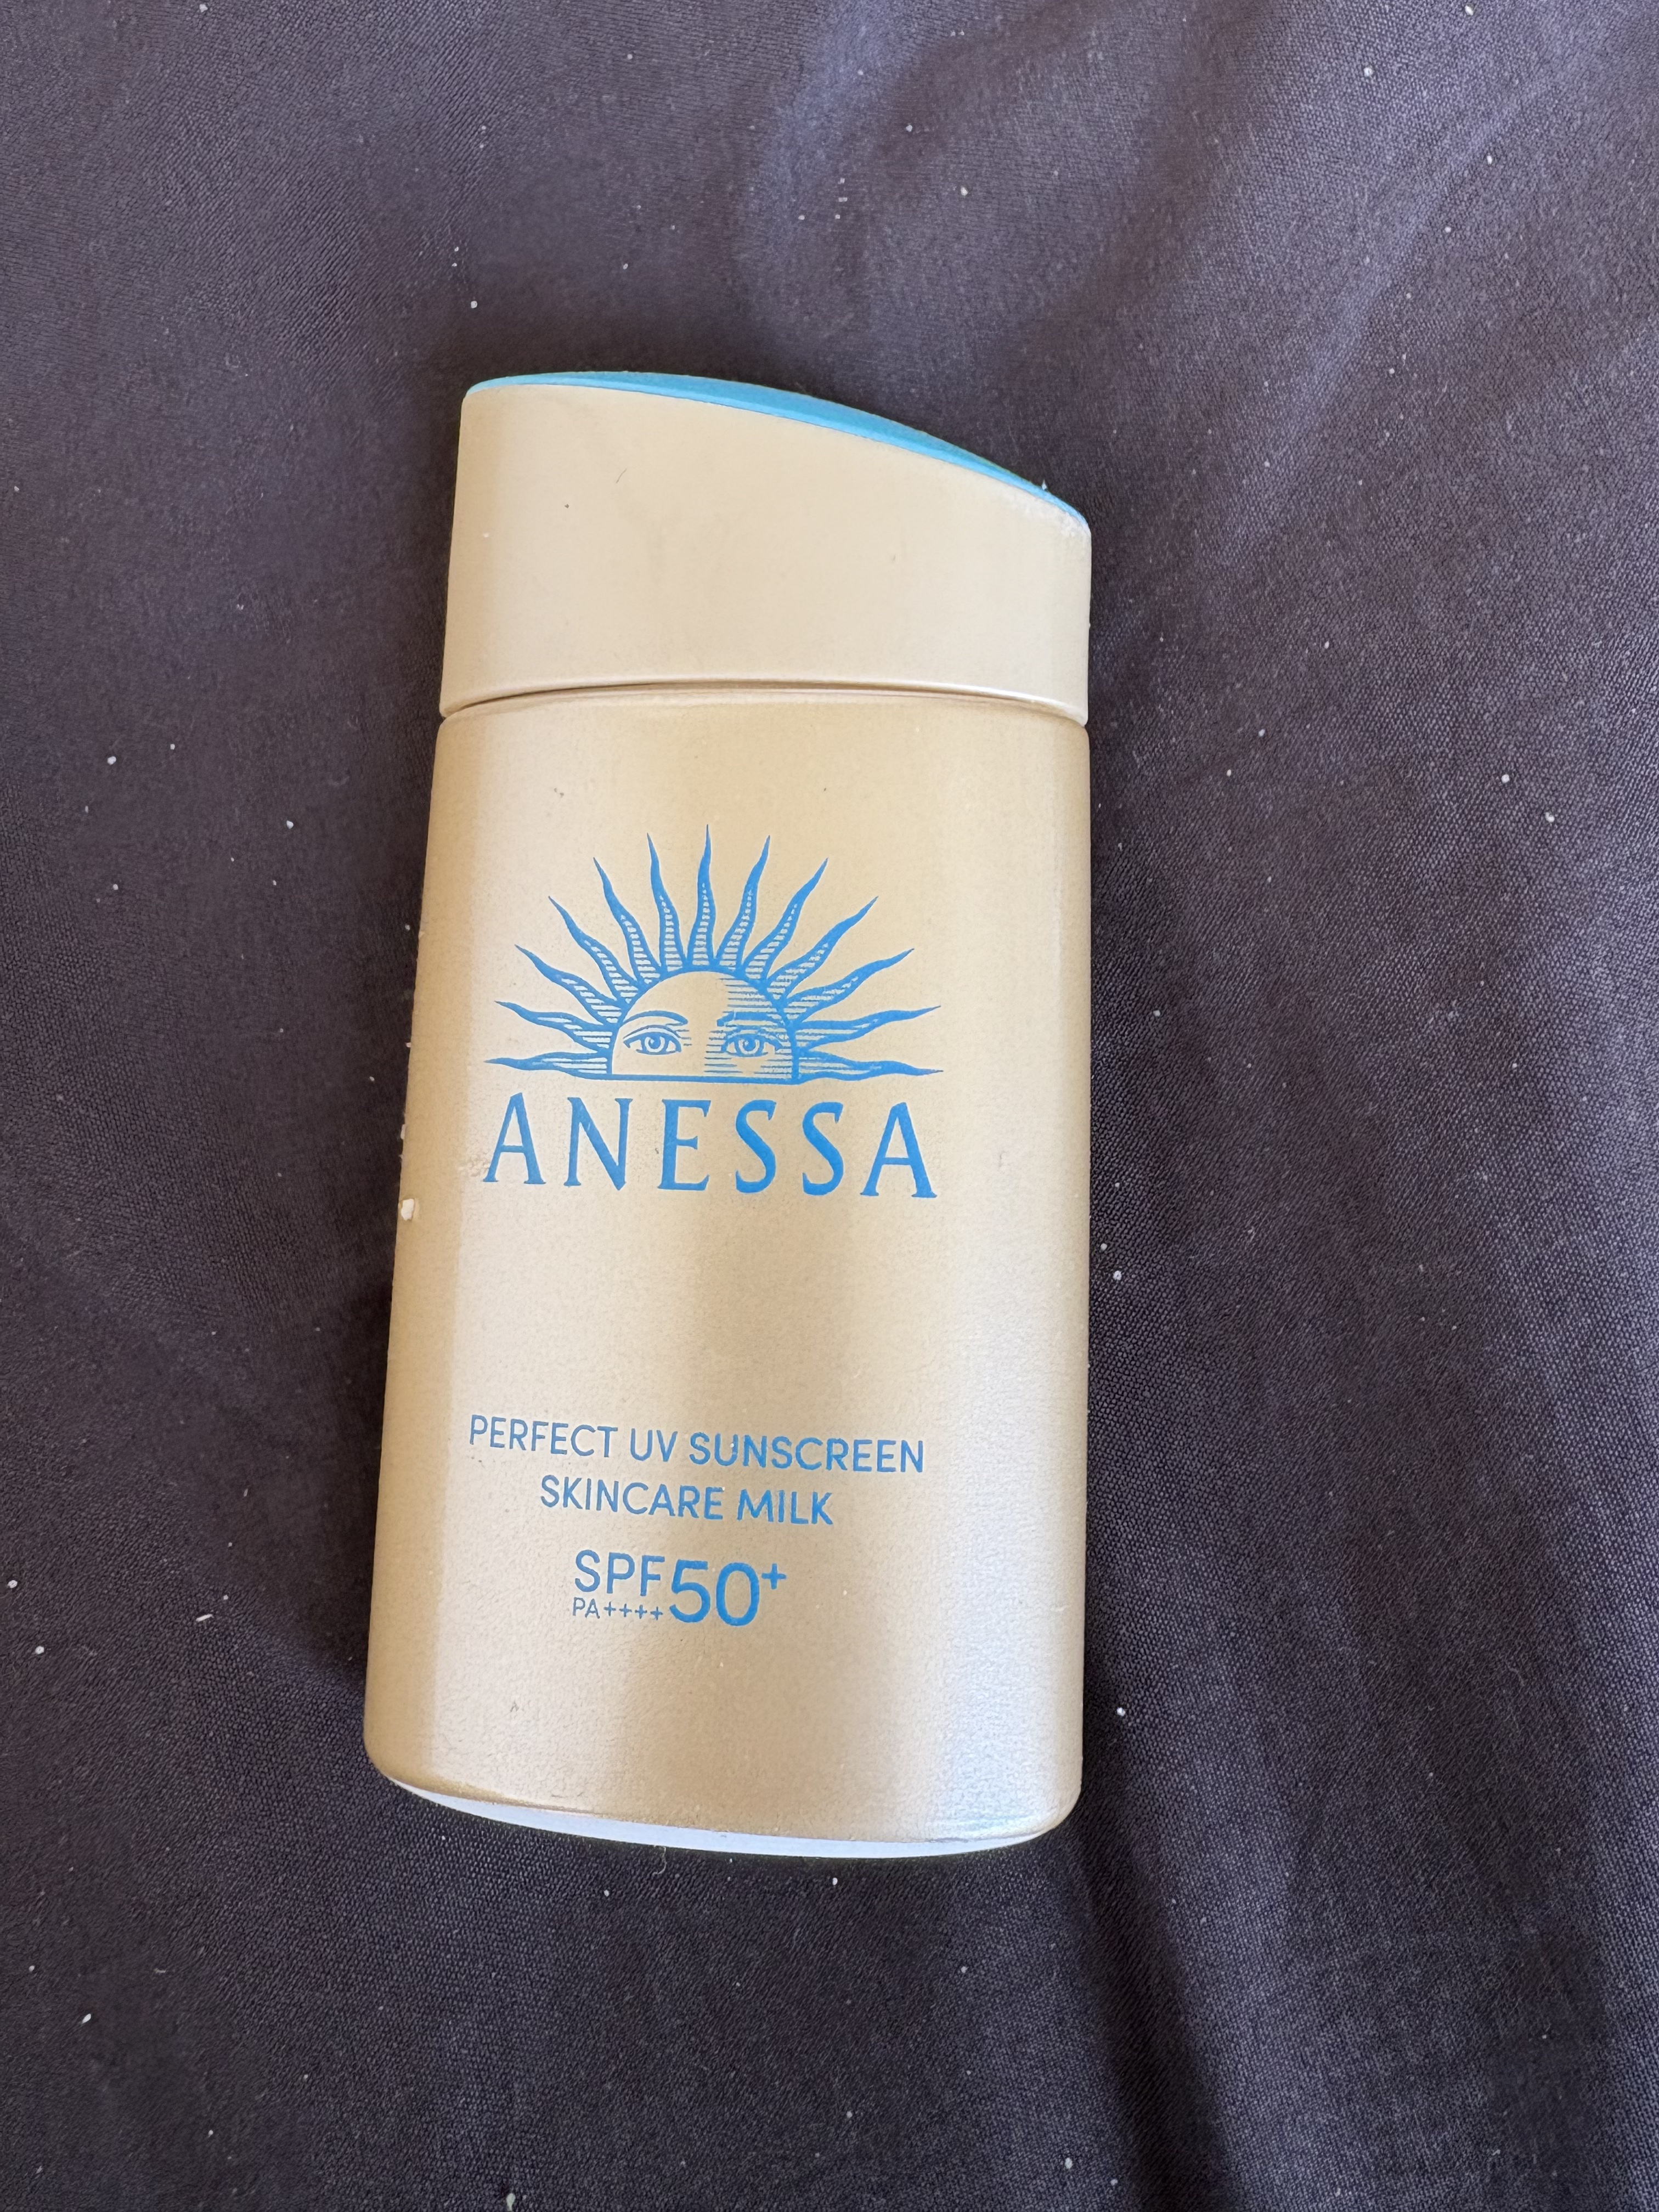 ANESSA
PERFECT UV SUNSCREEN
SKINCARE MILK
SPF50+
PA++++